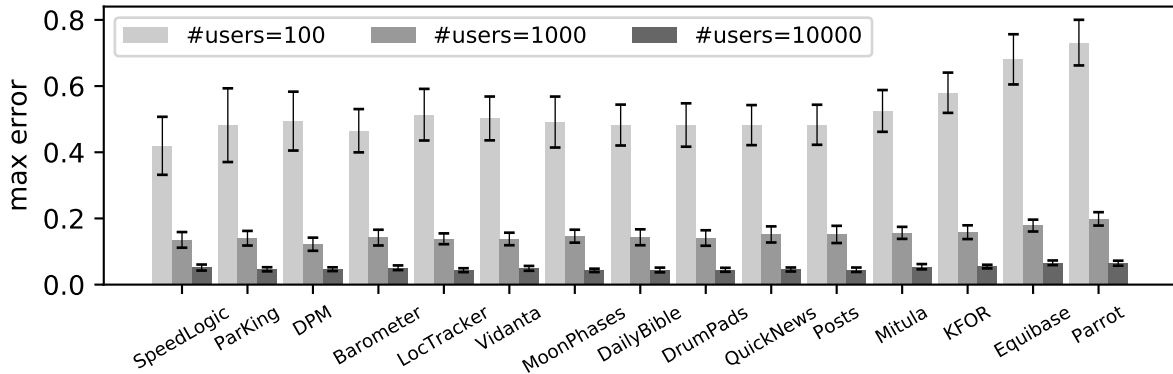 max error
0.8
0.6
0.4
0.2
0.0
#users=100 #users=1000 #users=10000
SpeedLogic
ParKing
DPM
Barometer
LocTracker
Vidanta
MoonPhases
DailyBible
DrumPads
QuickNews
Posts
Mitula
KFOR
Equibase
Parrot